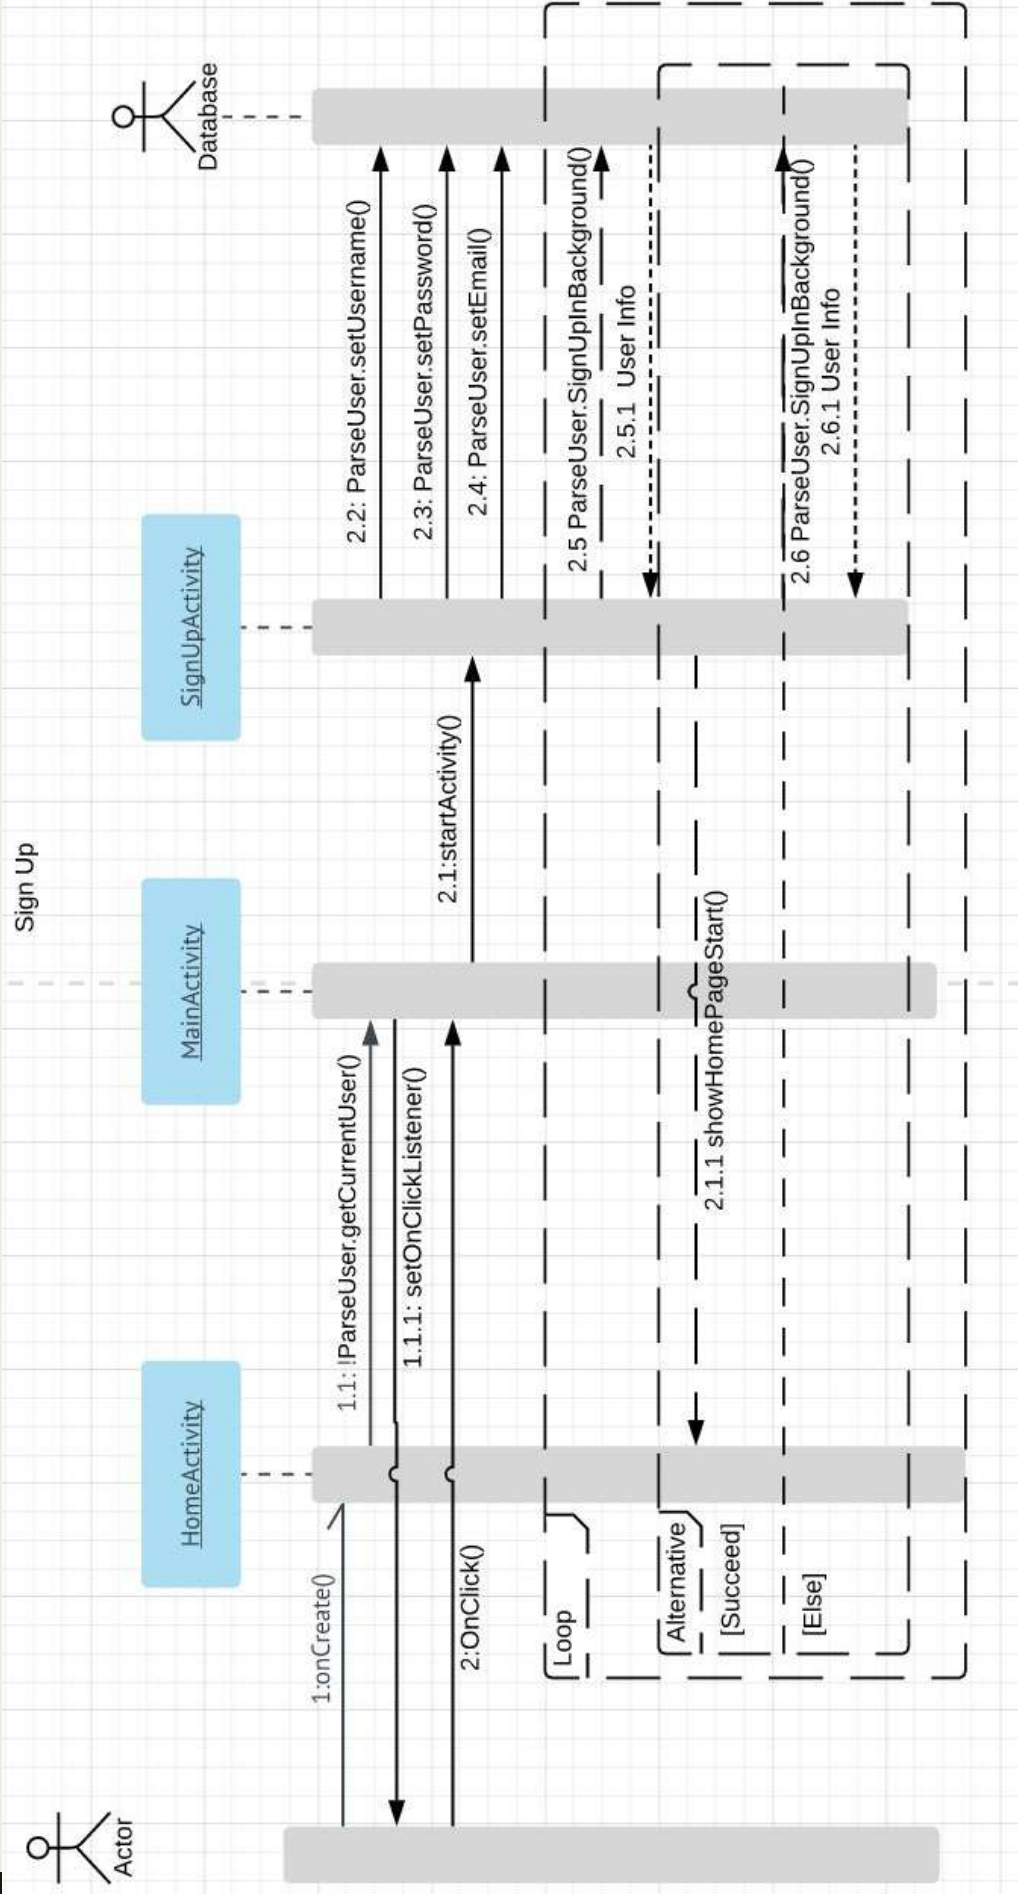 Sign Up
Actor
HomeActivity
MainActivity
SignUpActivity
Database
1:onCreate()
1.1: !ParseUser.getCurrentUser()
1.1.1: setOnClickListener()
2:OnClick()
2.1:startActivity()
2.2: ParseUser.setUsername()
2.3: ParseUser.setPassword()
2.4: ParseUser.setEmail()
Loop
2.5 ParseUser.SignUpInBackground()
2.5.1 User Info
Alternative
[Succeed]
2.1.1 showHomePageStart()
[Else]
2.6 ParseUser.SignUpInBackground()
2.6.1 User Info